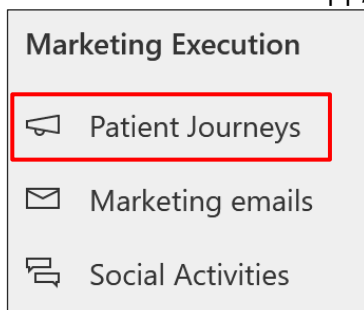 Marketing Execution
Patient Journeys
Marketing emails
Social Activities